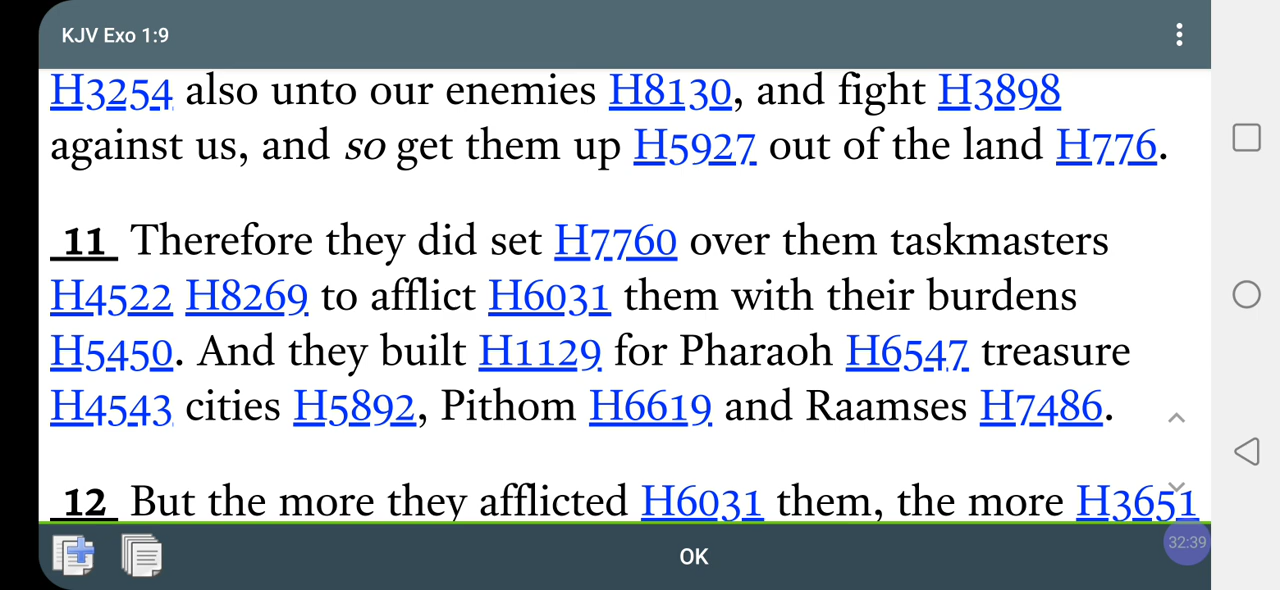 KJV Exo 1:9
H3254 also unto our enemies H8130, and fight H3898
against us, and so get them up H5927 out of the land H776.
11 Therefore they did set H7760 over them taskmasters
H4522 H8269 to afflict H6031 them with their burdens
H5450. And they built H1129 for Pharaoh H6547 treasure
H4543 cities H5892, Pithom H6619 and Raamses H7486.
12 But the more they afflicted H6031 them, the more H3651
OK
32:39